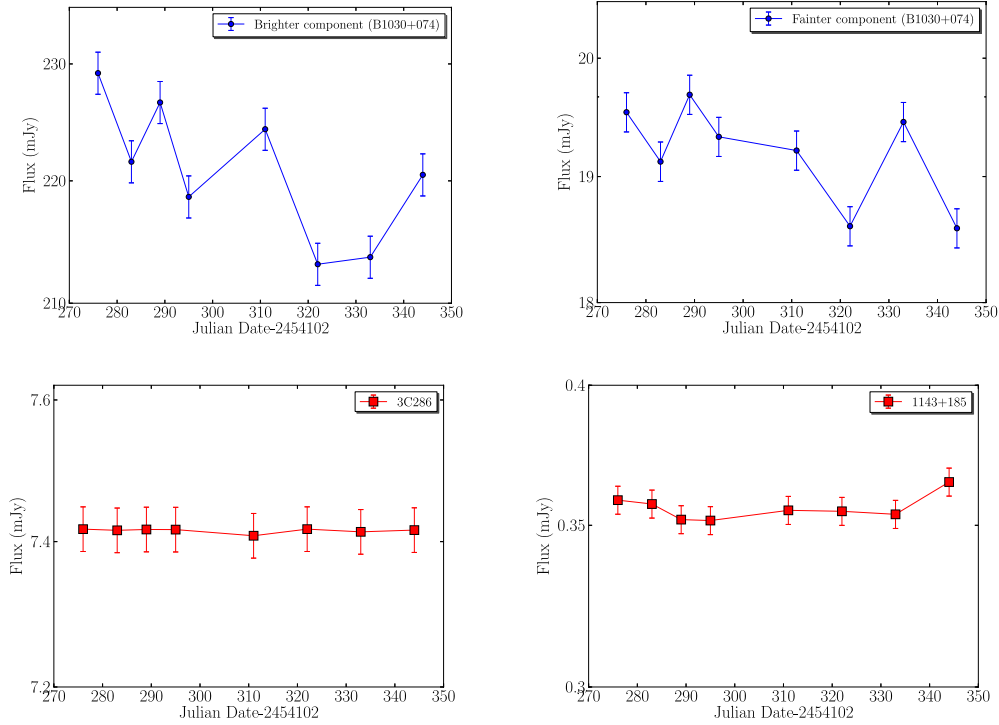 Brighter component (B1030+074)
230
220
210
Flux (mJy)
270 280 290 300 310 320 330 340 350
Julian Date-2454102
Fainter component (B1030+074)
20
19
18
Flux (mJy)
270 280 290 300 310 320 330 340 350
Julian Date-2454102
3C286
7.6
7.4
7.2
Flux (mJy)
270 280 290 300 310 320 330 340 350
Julian Date-2454102
1143+185
0.4
0.35
0.3
Flux (mJy)
270 280 290 300 310 320 330 340 350
Julian Date-2454102